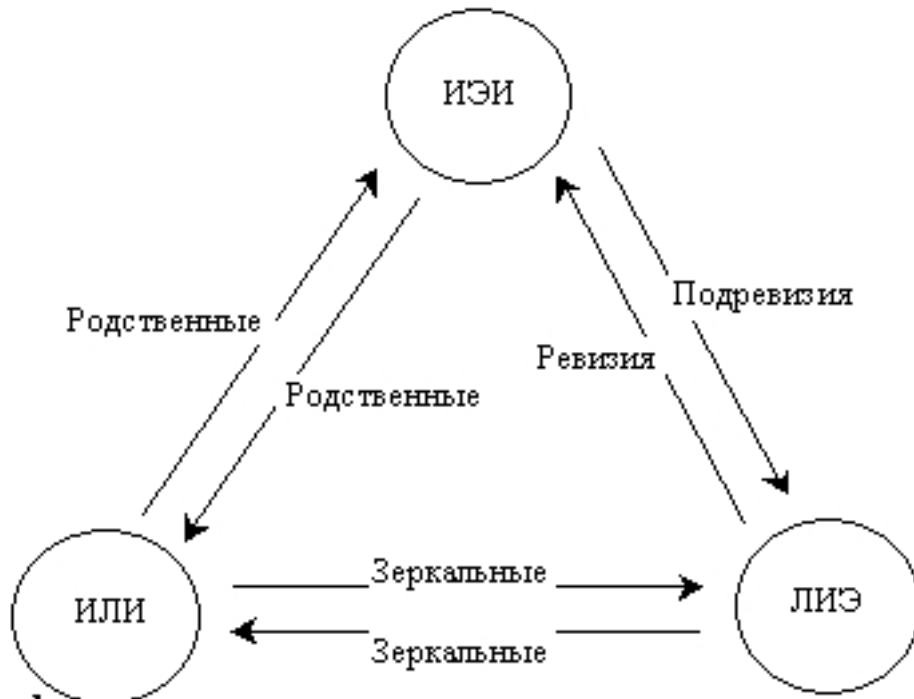 ИЭИ
Подревизия
Родственные
Ревизия
Родственные
Зеркальные
ИЛИ
ЛИЭ
Зеркальные